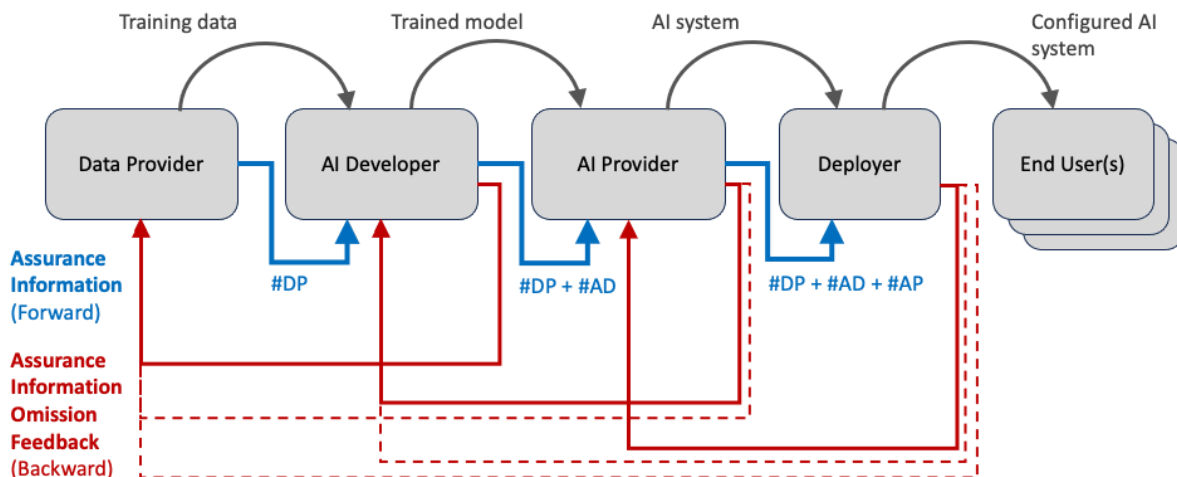 Training data
Trained model
AI system
Configured AI
system
Data Provider
AI Developer
AI Provider
Deployer
End User(s)
Assurance
Information
(Forward)
#DP
#DP + #AD
#DP + #AD + #AP
Assurance
Information
Omission
Feedback
(Backward)